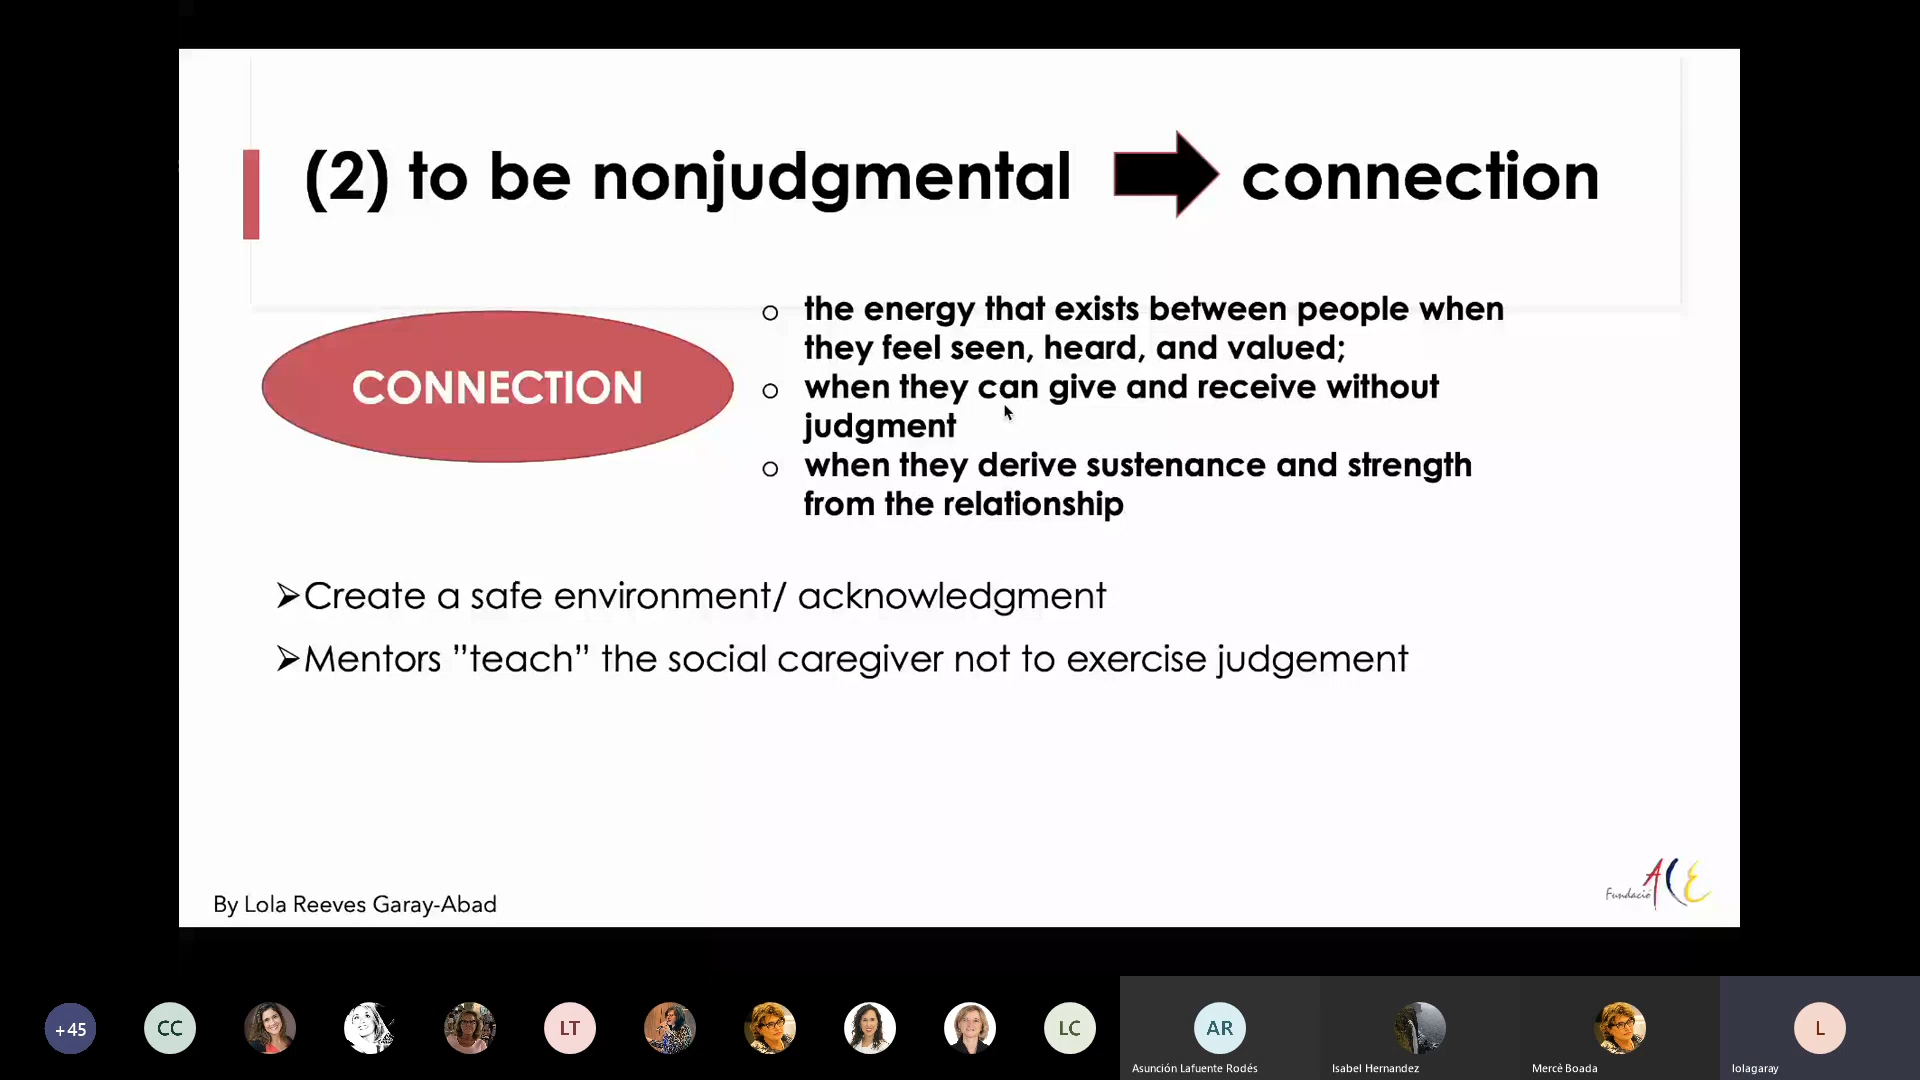 (2) to be nonjudgmental connection
CONNECTION
o the energy that exists between people when
they feel seen, heard, and valued;
o when they can give and receive without
judgment
o when they derive sustenance and strength
from the relationship
➢Create a safe environment/ acknowledgment
➢Mentors ”teach” the social caregiver not to exercise judgement
By Lola Reeves Garay-Abad
Fundació ACE
+45
CC
LT
LC
AR
L
Asunción Lafuente Rodés
Isabel Hernandez
Mercè Boada
lolagaray